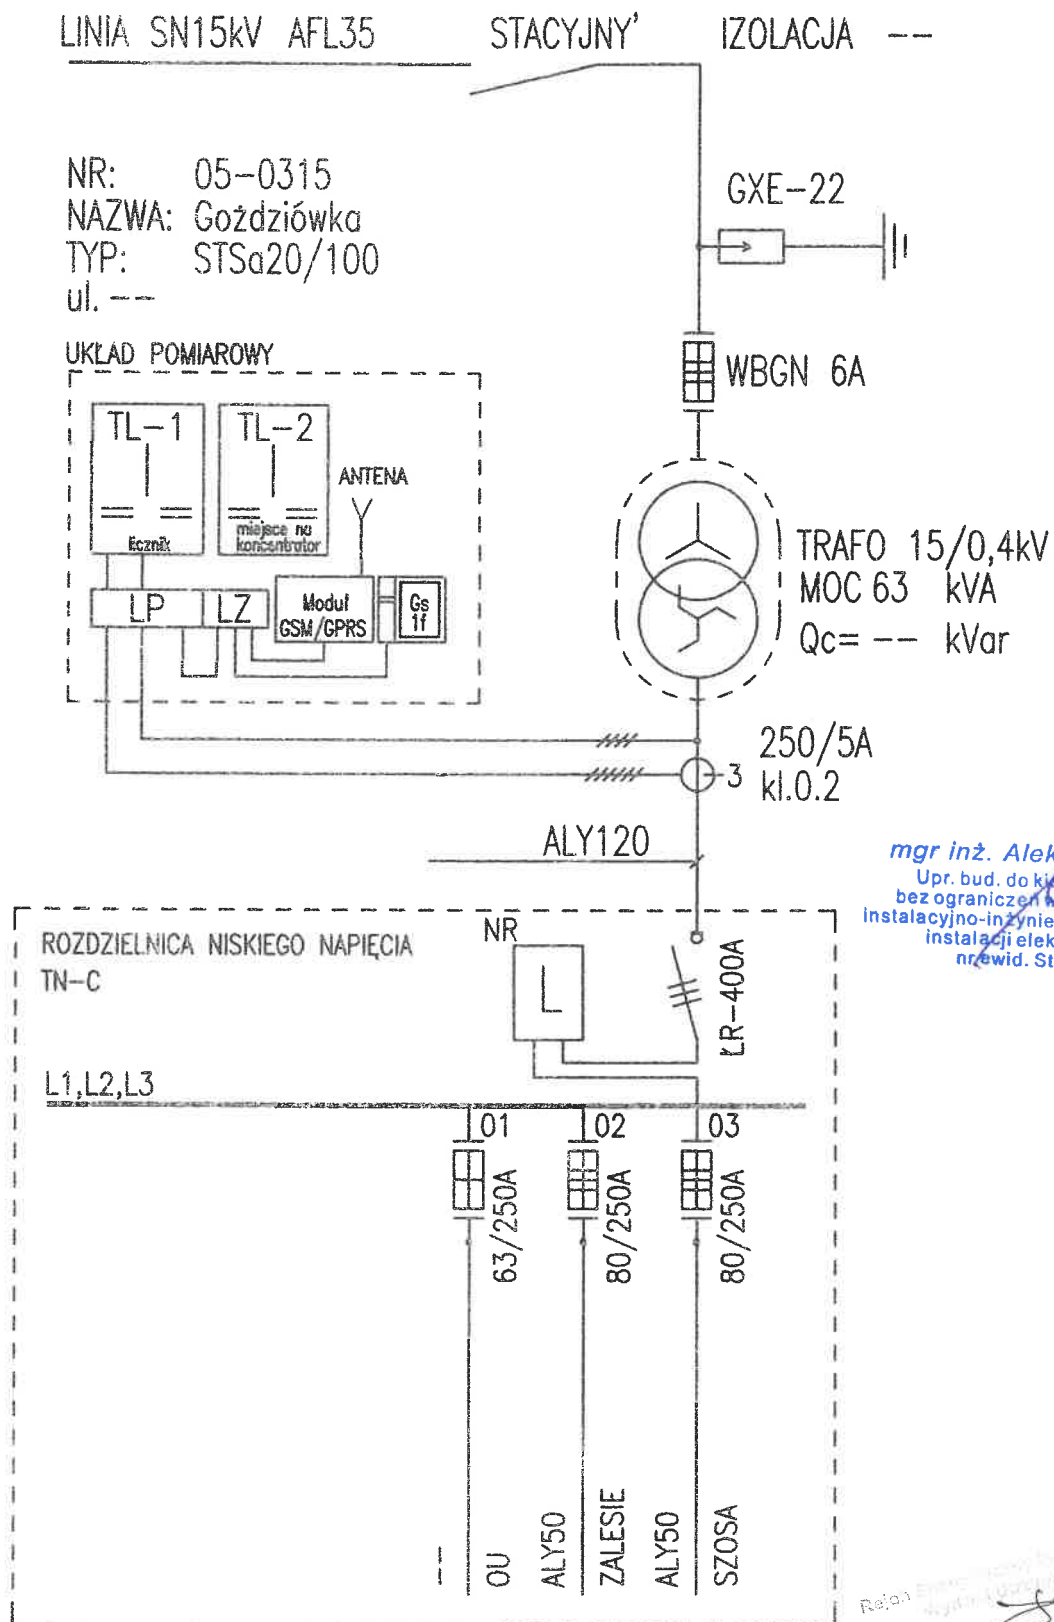 LINIA SN15kV AFL35 STACYJNY' IZOLACJA --
NR: 05-0315
NAZWA: Goździówka
TYP: STSa20/100
ul. --
GXE-22
UKŁAD POMIAROWY
WBGN 6A
TL-1
TL-2
licznik
miejsce na
koncentrator
ANTENA
LP
LZ
Moduł
GSM/GPRS
Gs
1f
TRAFO 15/0,4kV
MOC 63 kVA
Qc= -- kVar
250/5A
3
kl.0.2
ALY120
mgr inż. Alek
Upr. bud. do
bez ograniczeń
instalacyjno-inżynie
instalacji elek
nr ewid. St
ROZDZIELNICA NISKIEGO NAPIĘCIA
TN-C
NR
L
ŁR-400A
L1,L2,L3
01
02
03
63/250A
80/250A
80/250A
--
OU
ALY50
ZALESIE
ALY50
SZOSA
Rejon